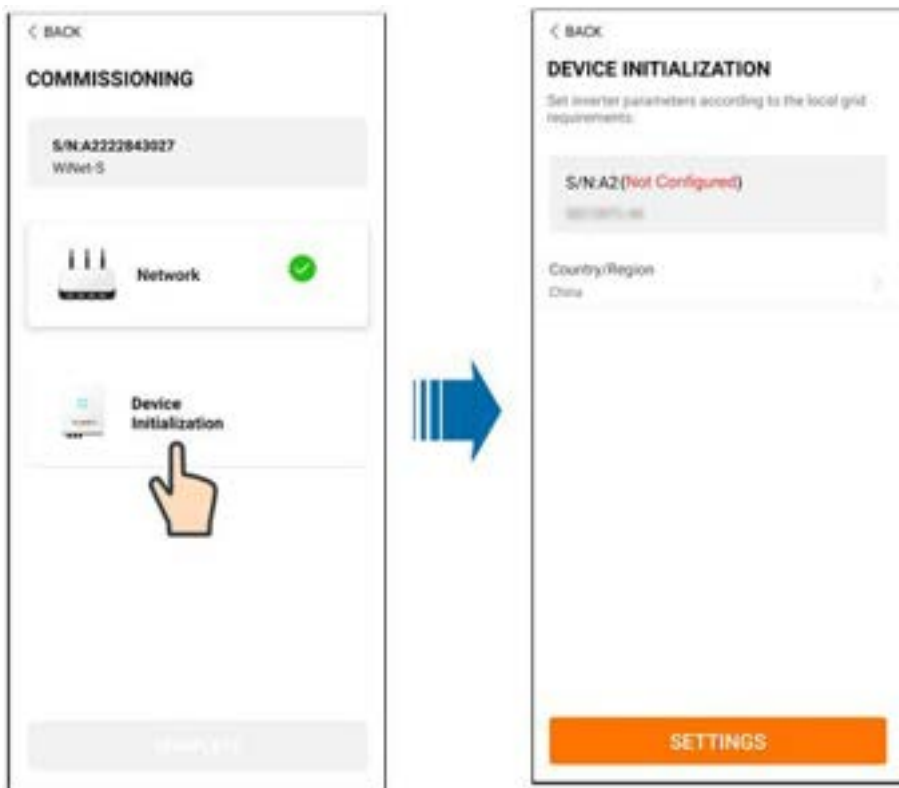 < BACK
COMMISSIONING
S/N:A2222843027
WiNet-S
Network
Device
Initialization
COMPLETE
< BACK
DEVICE INITIALIZATION
Set inverter parameters according to the local grid
requirements:
S/N:A2(Not Configured)
Country/Region
China
SETTINGS